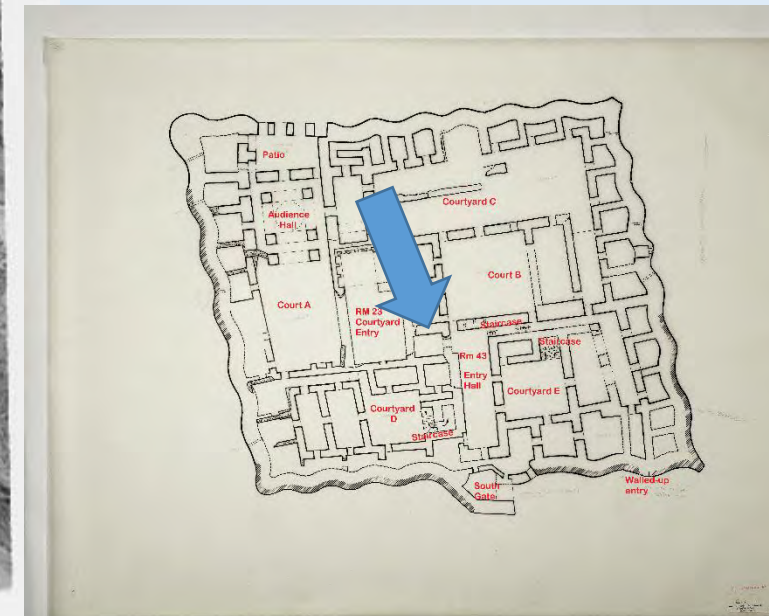 Patio
Courtyard C
Audience
Hall
Court B
Court A
RM 23
Courtyard
Entry
Staircase
Staircase
Rm 43
Entry
Hall
Courtyard E
Courtyard
D
Staircase
South
Gate
Walled-up
entry